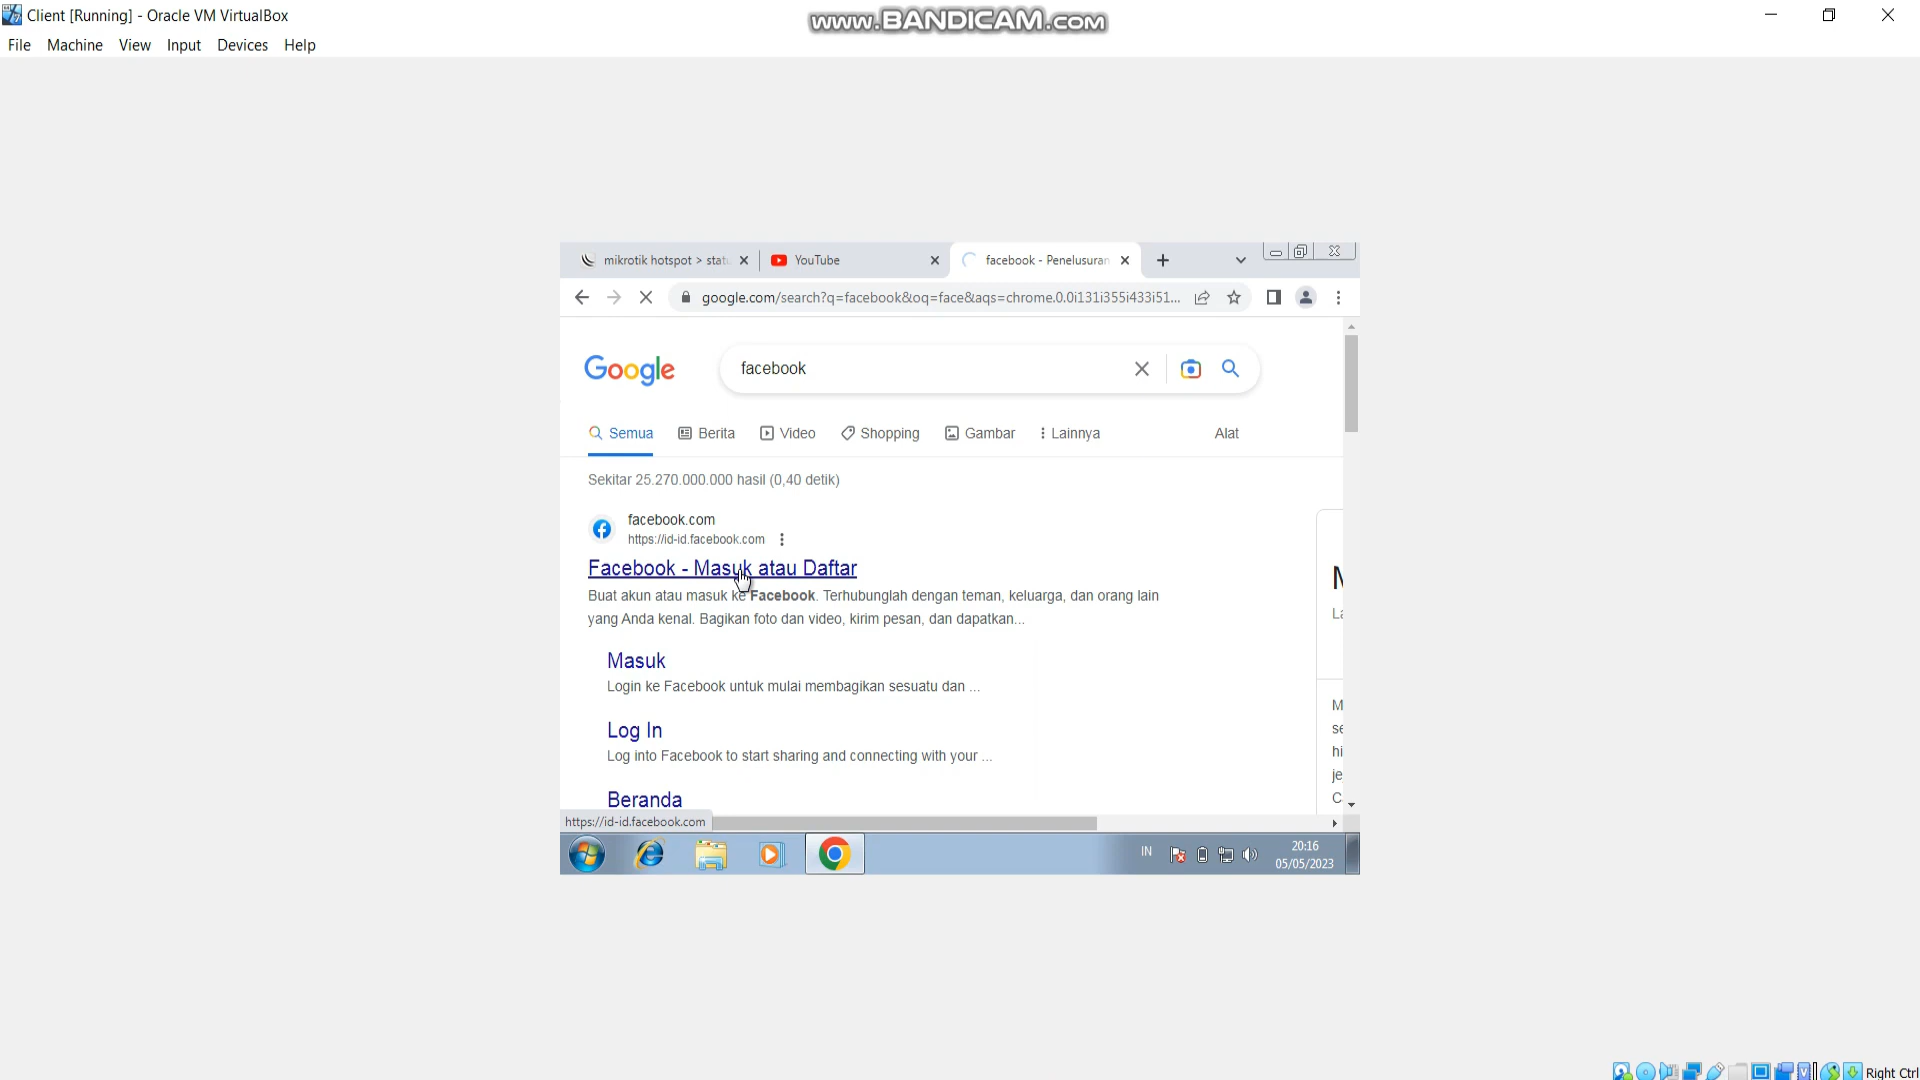 Client [Running] - Oracle VM VirtualBox
www.BANDICAM.com
File Machine View Input Devices Help
mikrotik hotspot > stat
YouTube
facebook - Penelusuran
google.com/search?q=facebook&oq=face&aqs=chrome.0.0i131i355i433i51...
Google
facebook
Semua
Berita
Video
Shopping
Gambar
Lainnya
Alat
Sekitar 25.270.000.000 hasil (0,40 detik)
facebook.com
https://id-id.facebook.com
Facebook - Masuk atau Daftar
Buat akun atau masuk ke Facebook. Terhubunglah dengan teman, keluarga, dan orang lain
yang Anda kenal. Bagikan foto dan video, kirim pesan, dan dapatkan...
Masuk
Login ke Facebook untuk mulai membagikan sesuatu dan ...
Log In
Log into Facebook to start sharing and connecting with your ...
Beranda
La
M
se
hi
je
C
https://id-id.facebook.com
IN
20:16
05/05/2023
Right Ctrl